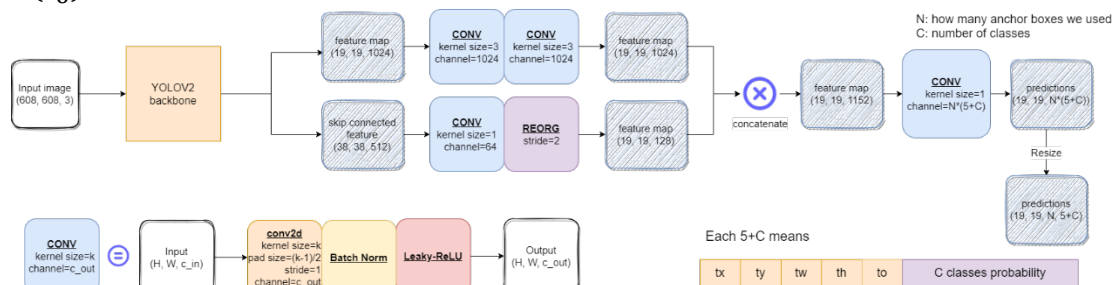 N: how many anchor boxes we used
C: number of classes
Input image
(608, 608, 3)
YOLOV2
backbone
feature map
(19, 19, 1024)
CONV
kernel size=3
channel=1024
CONV
kernel size=3
channel=1024
feature map
(19, 19, 1024)
skip connected
feature
(38, 38, 512)
CONV
kernel size=1
channel=64
REORG
stride=2
feature map
(19, 19, 128)
concatenate
feature map
(19, 19, 1152)
CONV
kernel size=1
channel=N*(5+C)
predictions
(19, 19, N*(5+C))
Resize
predictions
(19, 19, N, 5+C)
CONV
kernel size=k
channel=c_out
Input
(H, W, c_in)
conv2d
kernel size=k
pad size=(k-1)/2
stride=1
channel=c_out
Batch Norm
Leaky-ReLU
Output
(H, W, c_out)
Each 5+C means
tx ty tw th to C classes probability